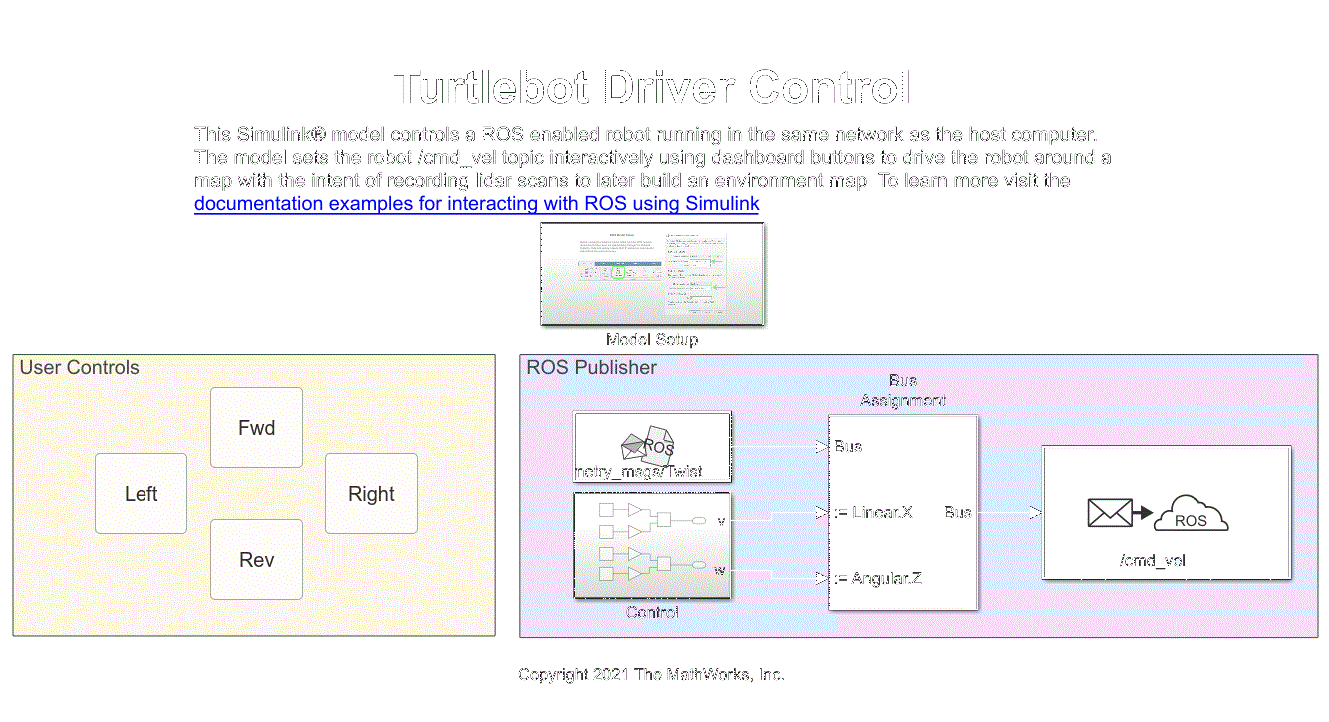 Turtlebot Driver Control
This Simulink® model controls a ROS enabled robot running in the same network as the host computer.
The model sets the robot /cmd_vel topic interactively using dashboard buttons to drive the robot around a
map with the intent of recording lidar scans to later build an environment map. To learn more visit the
documentation examples for interacting with ROS using Simulink
Model Setup
User Controls
Fwd
Left
Right
Rev
ROS Publisher
Bus
Assignment
ROS
netry_msgs/Twist
v
w
Control
Bus
:= Linear.X
Bus
:= Angular.Z
ROS
/cmd_vel
Copyright 2021 The MathWorks, Inc.